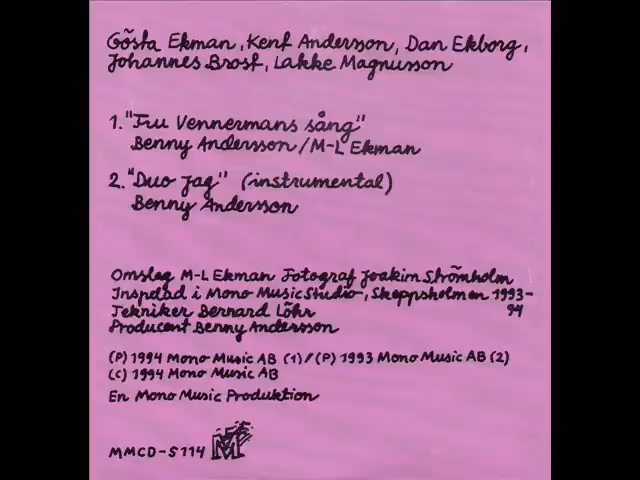 Gösta Ekman, Kent Andersson, Dan Ekborg,
Johannes Brost, Lakke Magnusson
1. "Fru Vennermans sång"
Benny Andersson / M-L Ekman
2. "Duo Jag" (instrumental)
Benny Andersson
Omslag M-L Ekman Fotograf Joakim Strömholm
Inspelad i Mono Music Studio, Skeppsholmen 1993-
94
Tekniker Bernard Löhr
Producent Benny Andersson
(P) 1994 Mono Music AB (1) / (P) 1993 Mono Music AB (2)
(C) 1994 Mono Music AB
En Mono Music Produktion
MMCD-S114 M